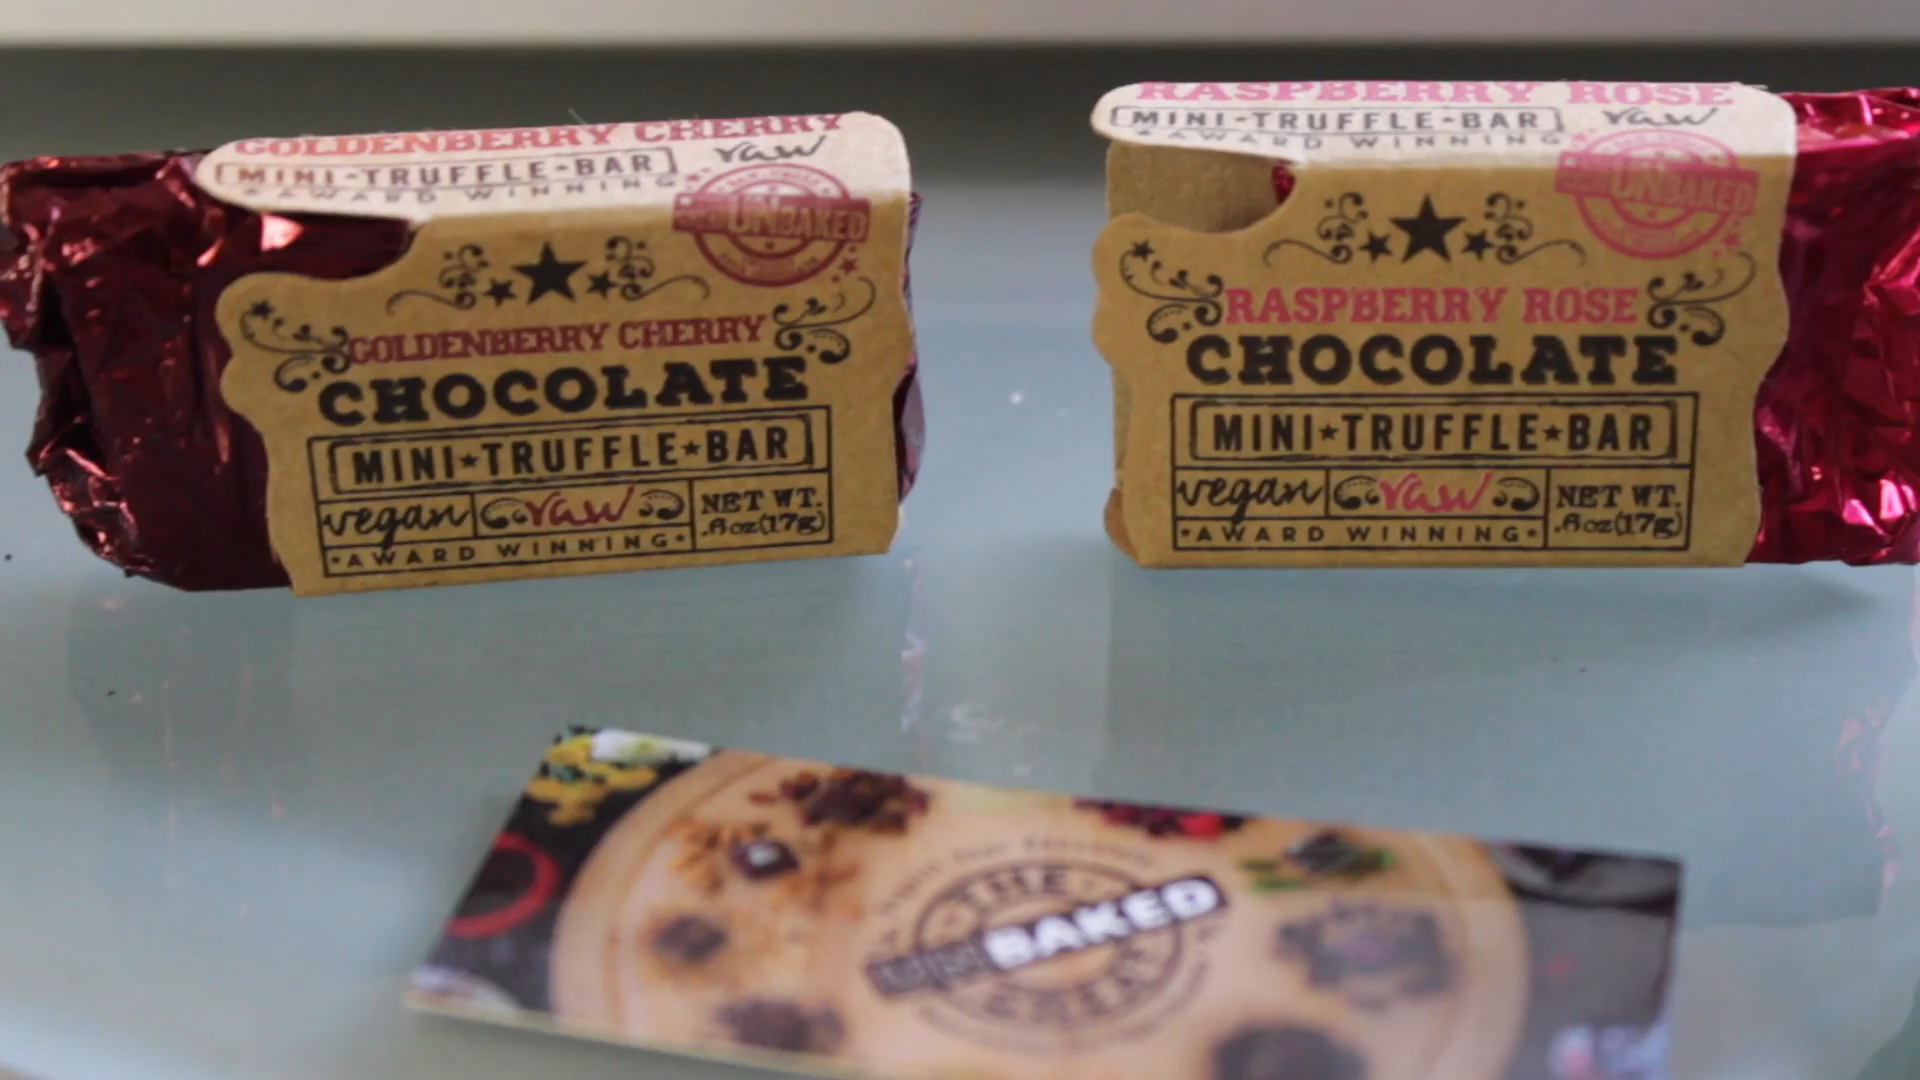 GOLDENBERRY CHERRY
MINI-TRUFFLE-BAR raw
AWARD WINNING
UNBAKED
GOLDENBERRY CHERRY
CHOCOLATE
MINI★TRUFFLE★BAR
vegan raw NET WT.
.6oz(17g)
★AWARD WINNING★
RASPBERRY ROSE
MINI-TRUFFLE-BAR raw
AWARD WINNING
UNBAKED
RASPBERRY ROSE
CHOCOLATE
MINI★TRUFFLE★BAR
vegan raw NET WT.
.6oz(17g)
★AWARD WINNING★
THE
UNBAKED